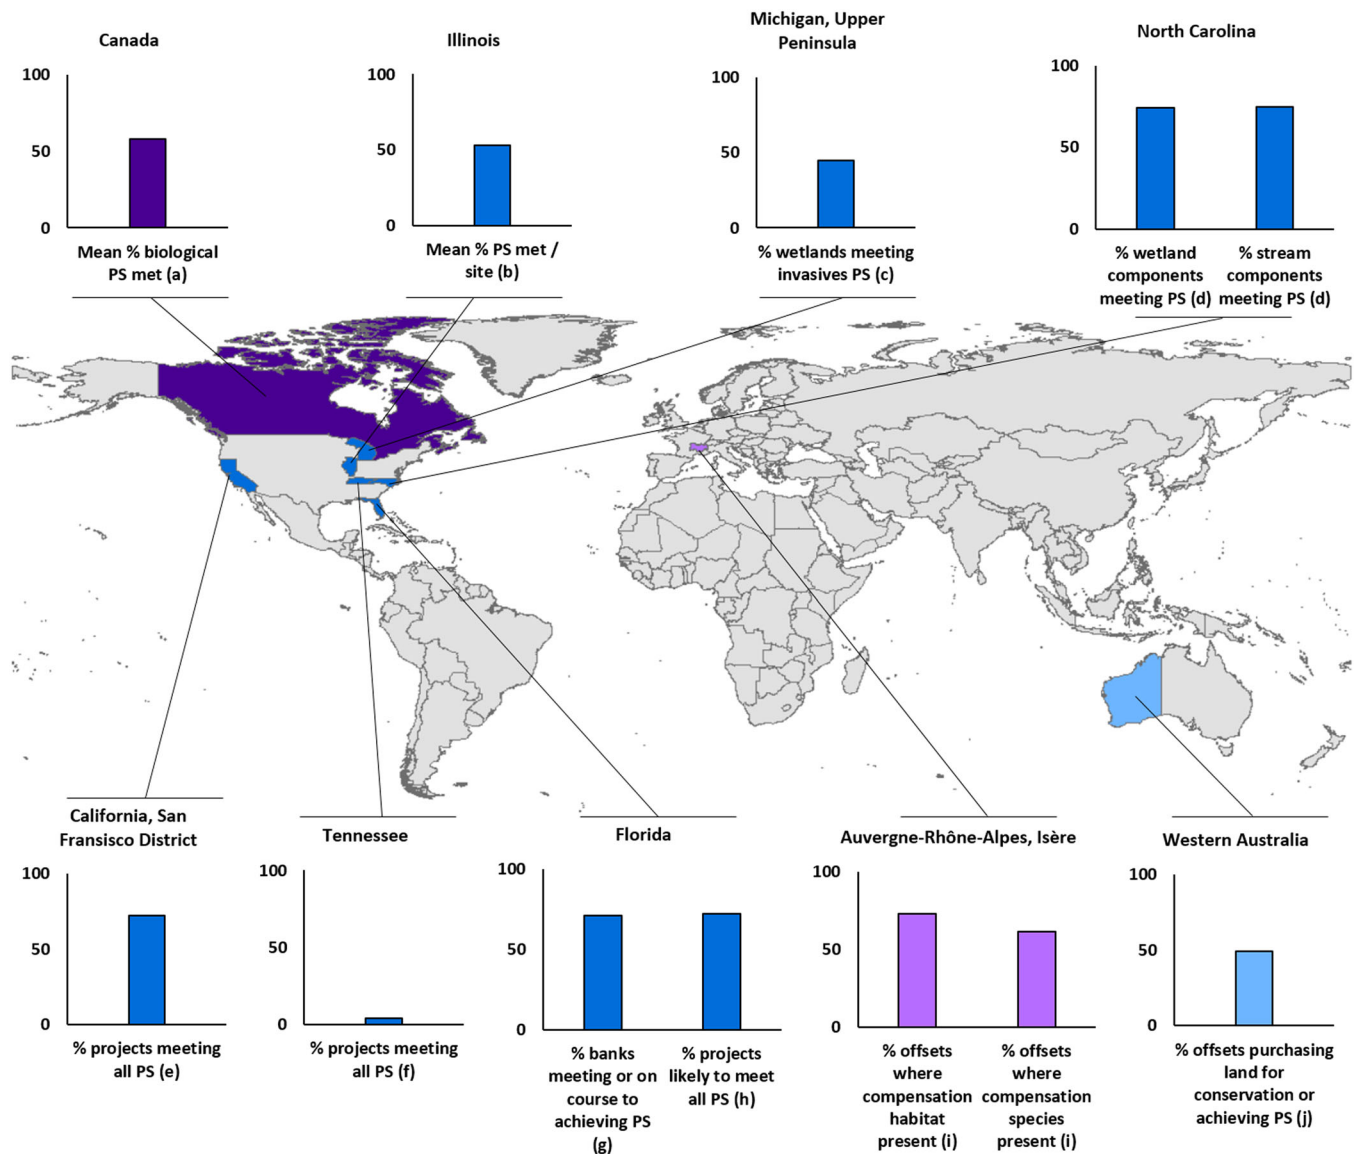 Canada
100
50
0
Mean % biological
PS met (a)
Illinois
100
50
0
Mean % PS met /
site (b)
Michigan, Upper
Peninsula
100
50
0
% wetlands meeting
invasives PS (c)
North Carolina
100
50
0
% wetland
components
meeting PS (d)
% stream
components
meeting PS (d)
California, San
Fransisco District
100
50
0
% projects meeting
all PS (e)
Tennessee
100
50
0
% projects meeting
all PS (f)
Florida
100
50
0
% banks
meeting or on
course to
achieving PS
(g)
% projects
likely to meet
all PS (h)
Auvergne-Rhône-Alpes, Isère
100
50
0
% offsets
where
compensation
habitat
present (i)
% offsets
where
compensation
species
present (i)
Western Australia
100
50
0
% offsets purchasing
land for
conservation or
achieving PS (j)